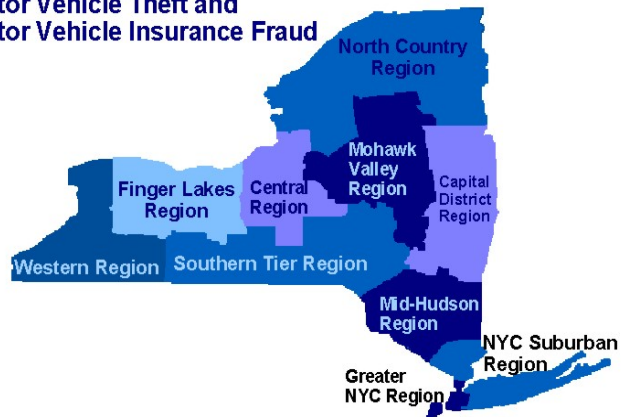 tor Vehicle Theft and
tor Vehicle Insurance Fraud
North Country
Region
Mohawk
Valley
Region
Finger Lakes
Region
Central
Region
Capital
District
Region
Western Region
Southern Tier Region
Mid-Hudson
Region
NYC Suburban
Region
Greater
NYC Region